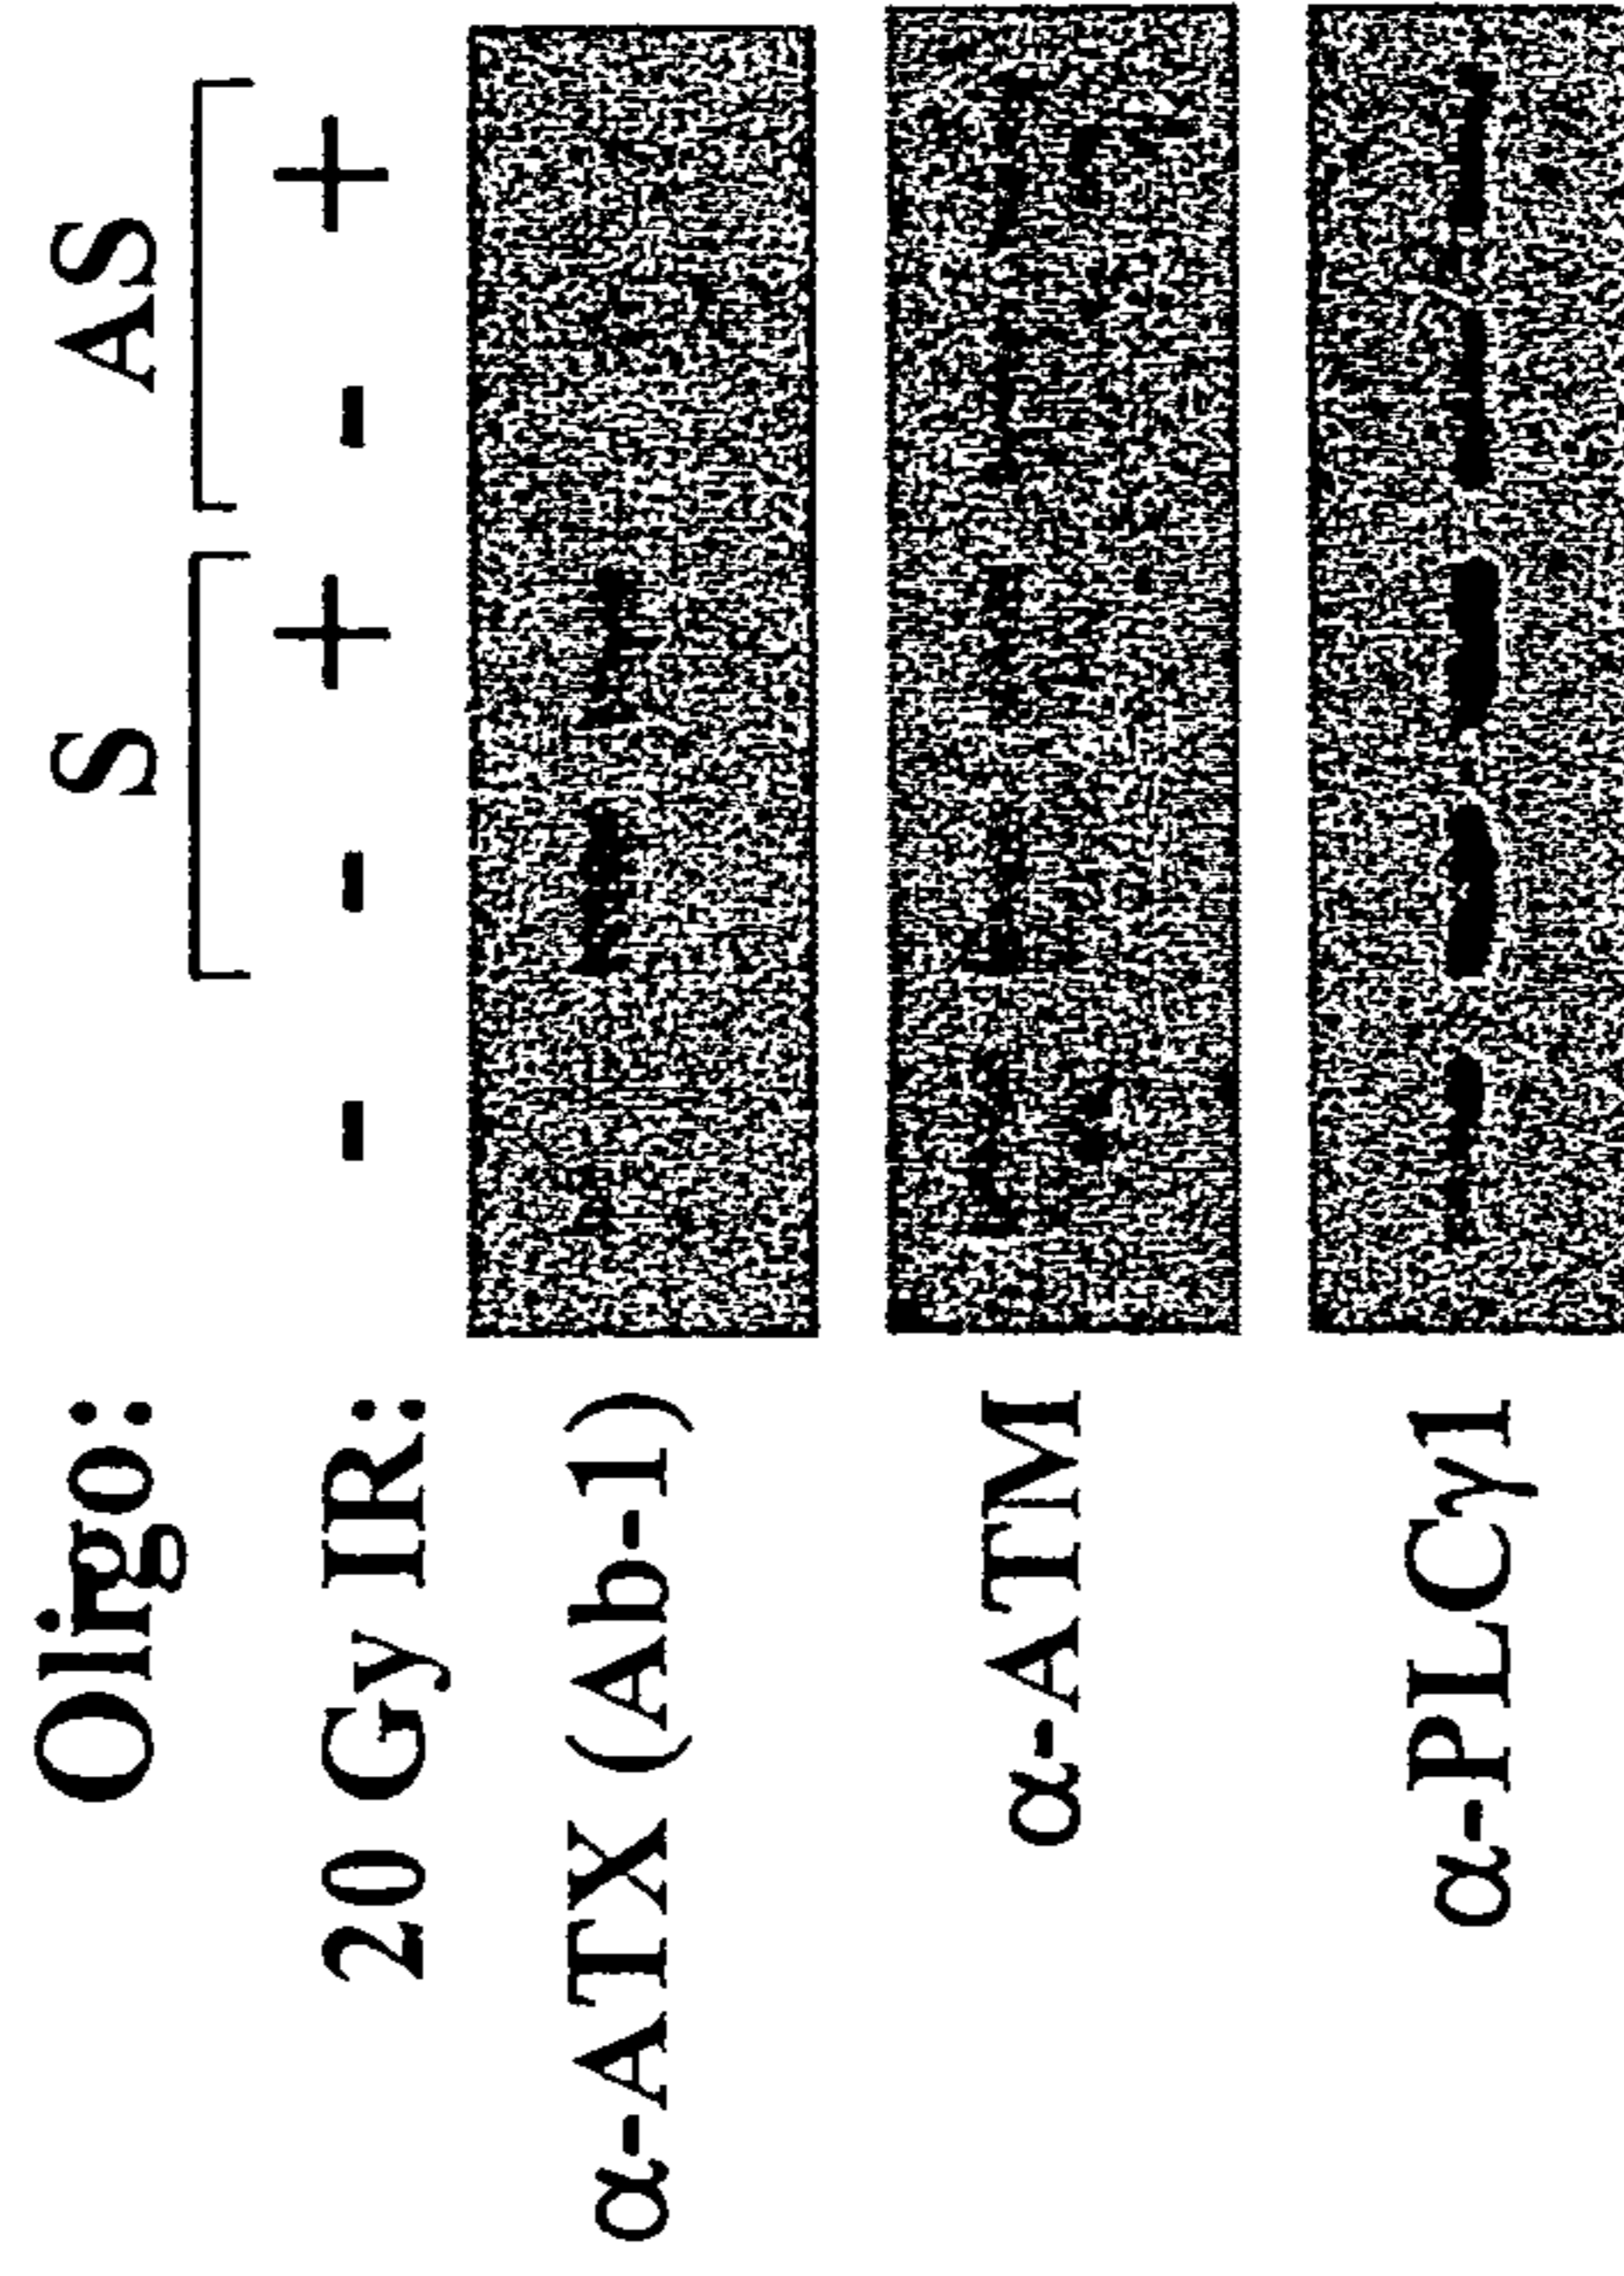 Oligo: S AS
20 Gy IR: - - + - +
α-ATX (Ab-1)
α-ATM
α-PLCγ1